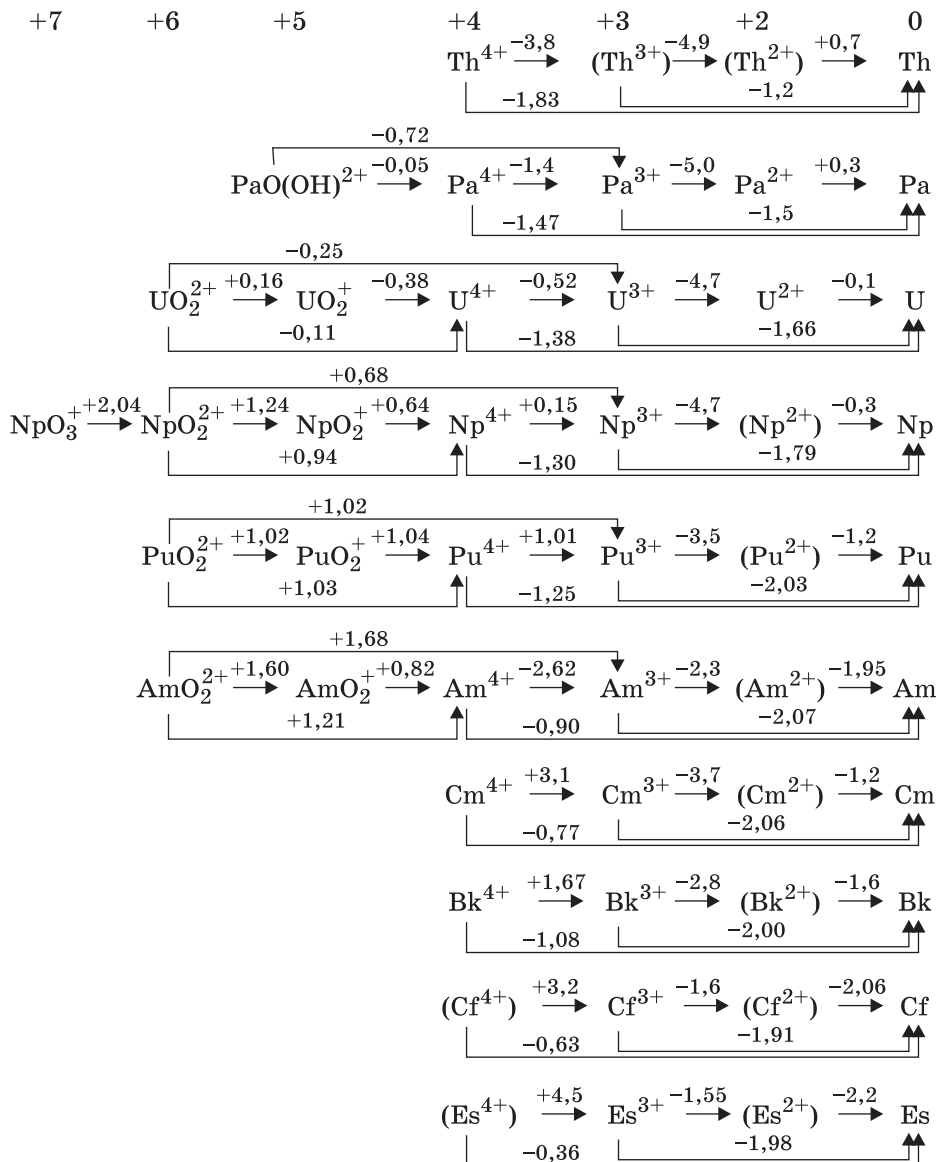 +7 +6 +5 +4 +3 +2 0
Th⁴⁺ −3,8 (Th³⁺) −4,9 (Th²⁺) +0,7 Th
−1,83 −1,2
−0,72
PaO(OH)²⁺ −0,05 Pa⁴⁺ −1,4 Pa³⁺ −5,0 Pa²⁺ +0,3 Pa
−1,47 −1,5
−0,25
UO₂²⁺ +0,16 UO₂⁺ −0,38 U⁴⁺ −0,52 U³⁺ −4,7 U²⁺ −0,1 U
−0,11 −1,38 −1,66
+0,68
NpO₃⁺ +2,04 NpO₂²⁺ +1,24 NpO₂⁺ +0,64 Np⁴⁺ +0,15 Np³⁺ −4,7 (Np²⁺) −0,3 Np
+0,94 −1,30 −1,79
+1,02
PuO₂²⁺ +1,02 PuO₂⁺ +1,04 Pu⁴⁺ +1,01 Pu³⁺ −3,5 (Pu²⁺) −1,2 Pu
+1,03 −1,25 −2,03
+1,68
AmO₂²⁺ +1,60 AmO₂⁺ +0,82 Am⁴⁺ −2,62 Am³⁺ −2,3 (Am²⁺) −1,95 Am
+1,21 −0,90 −2,07
Cm⁴⁺ +3,1 Cm³⁺ −3,7 (Cm²⁺) −1,2 Cm
−0,77 −2,06
Bk⁴⁺ +1,67 Bk³⁺ −2,8 (Bk²⁺) −1,6 Bk
−1,08 −2,00
(Cf⁴⁺) +3,2 Cf³⁺ −1,6 (Cf²⁺) −2,06 Cf
−0,63 −1,91
(Es⁴⁺) +4,5 Es³⁺ −1,55 (Es²⁺) −2,2 Es
−0,36 −1,98